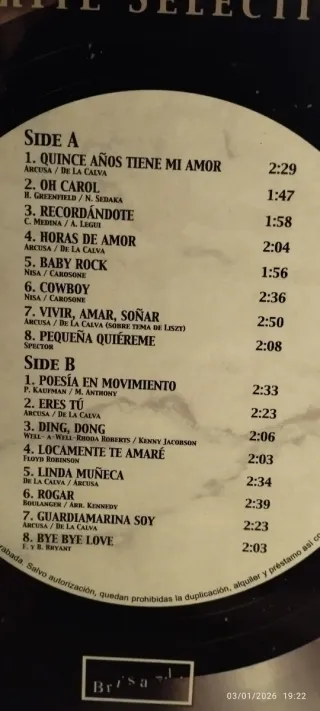 SELECTI
SIDE A
1. QUINCE AÑOS TIENE MI AMOR 2:29
ARCUSA / DE LA CALVA
2. OH CAROL 1:47
H. GREENFIELD / N. SEDAKA
3. RECORDÁNDOTE 1:58
C. MEDINA / A. LEGUI
4. HORAS DE AMOR 2:04
ARCUSA / DE LA CALVA
5. BABY ROCK 1:56
NISA / CAROSONE
6. COWBOY 2:36
NISA / CAROSONE
7. VIVIR, AMAR, SOÑAR 2:50
ARCUSA / DE LA CALVA (SOBRE TEMA DE LISZT)
8. PEQUEÑA QUIÉREME 2:08
SPECTOR
SIDE B
1. POESÍA EN MOVIMIENTO 2:33
P. KAUFMAN / M. ANTHONY
2. ERES TÚ 2:23
ARCUSA / DE LA CALVA
3. DING, DONG 2:06
WELL-A-WELL-RHODA ROBERTS / KENNY JACOBSON
4. LOCAMENTE TE AMARÉ 2:03
FLOYD ROBINSON
5. LINDA MUÑECA 2:34
DE LA CALVA / ARCUSA
6. ROGAR 2:39
BOULANGER / ARR. KENNEDY
7. GUARDIAMARINA SOY 2:23
ARCUSA / DE LA CALVA
8. BYE BYE LOVE 2:03
F. Y B. BRYANT
rabada. Salvo autorización, quedan prohibidas la duplicación, alquiler y préstamo así co
03/01/2026 19:22